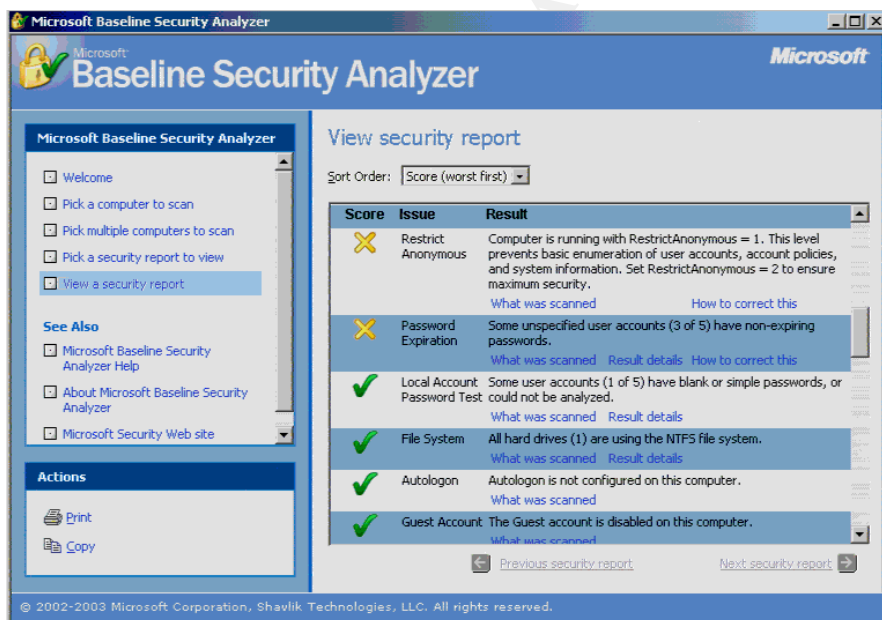 Microsoft Baseline Security Analyzer
Microsoft
Baseline Security Analyzer
Microsoft
Microsoft Baseline Security Analyzer
Welcome
Pick a computer to scan
Pick multiple computers to scan
Pick a security report to view
View a security report
See Also
Microsoft Baseline Security
Analyzer Help
About Microsoft Baseline Security
Analyzer
Microsoft Security Web site
Actions
Print
Copy
View security report
Sort Order: Score (worst first)
Score Issue Result
Restrict
Anonymous
Computer is running with RestrictAnonymous = 1. This level
prevents basic enumeration of user accounts, account policies,
and system information. Set RestrictAnonymous = 2 to ensure
maximum security.
What was scanned How to correct this
Password
Expiration
Some unspecified user accounts (3 of 5) have non-expiring
passwords.
What was scanned Result details How to correct this
Local Account
Password Test
Some user accounts (1 of 5) have blank or simple passwords, or
could not be analyzed.
What was scanned Result details
File System
All hard drives (1) are using the NTFS file system.
What was scanned Result details
Autologon
Autologon is not configured on this computer.
What was scanned
Guest Account
The Guest account is disabled on this computer.
What was scanned
Previous security report
Next security report
© 2002-2003 Microsoft Corporation, Shavlik Technologies, LLC. All rights reserved.